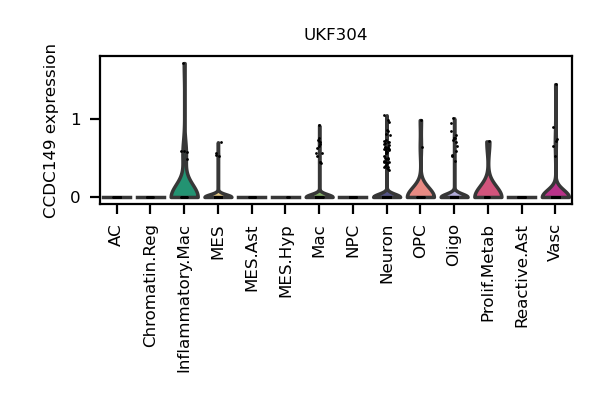 UKF304
CCDC149 expression
1
0
AC
Chromatin.Reg
Inflammatory.Mac
MES
MES.Ast
MES.Hyp
Mac
NPC
Neuron
OPC
Oligo
Prolif.Metab
Reactive.Ast
Vasc